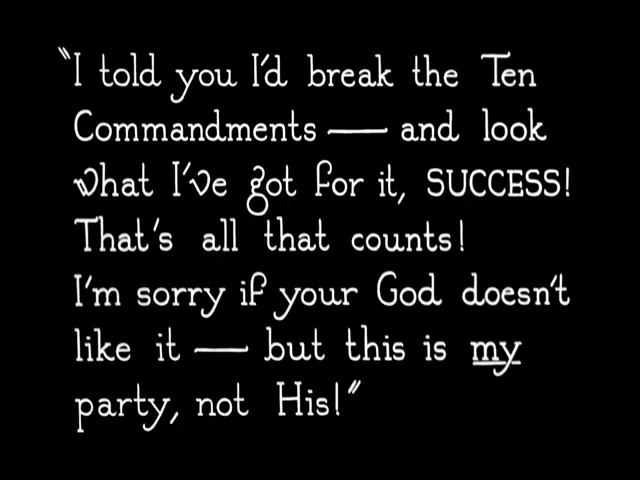 "I told you I'd break the Ten
Commandments — and look
what I've got for it, SUCCESS!
That's all that counts!
I'm sorry if your God doesn't
like it — but this is my
party, not His!"